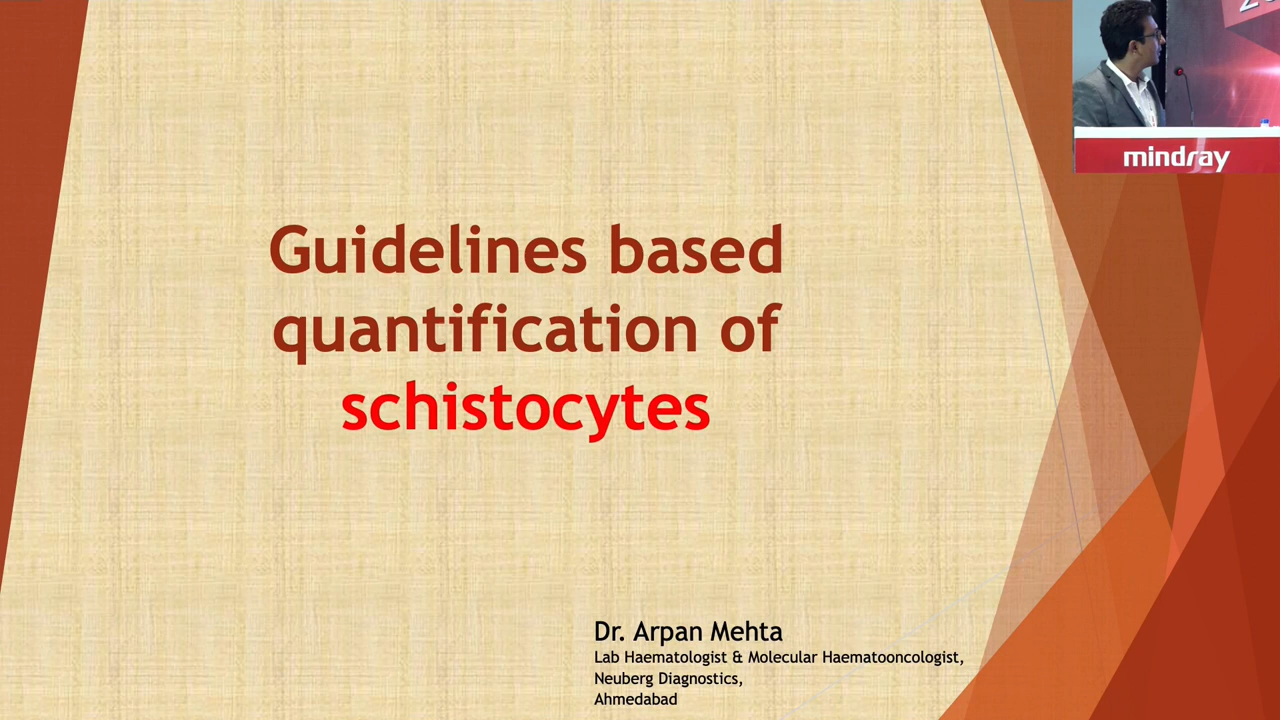 Guidelines based
quantification of
schistocytes
Dr. Arpan Mehta
Lab Haematologist & Molecular Haematooncologist,
Neuberg Diagnostics,
Ahmedabad
mindray